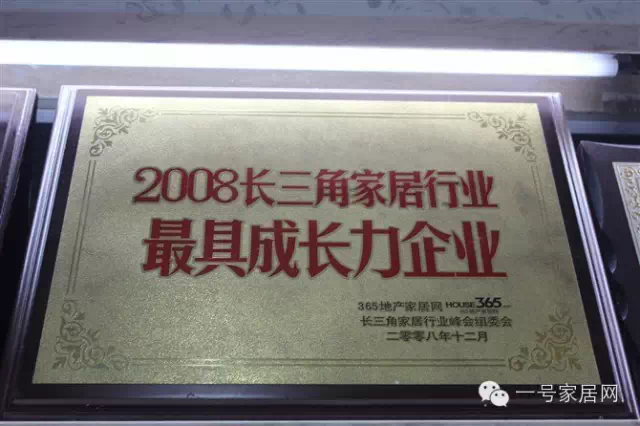 2008长三角家居行业
最具成长力企业
365地产家居网 HOUSE365
长三角家居行业峰会组委会
二零零八年十二月
一号家居网